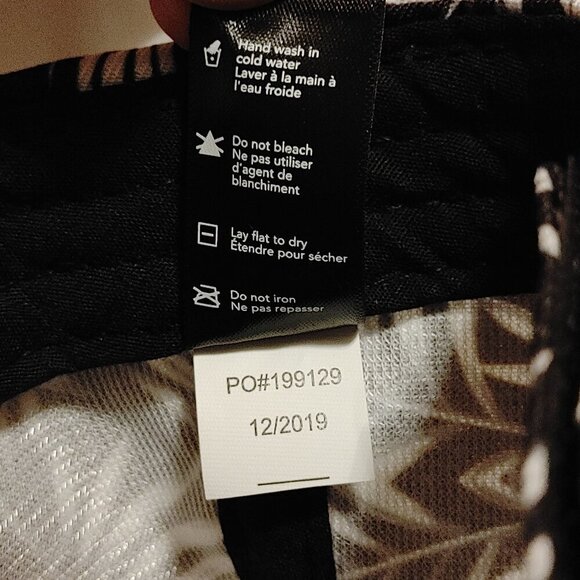 Hand wash in
cold water
Laver à la main à
l'eau froide
Do not bleach
Ne pas utiliser
d'agent de
blanchiment
Lay flat to dry
Étendre pour sécher
Do not iron
Ne pas repasser
PO#199129
12/2019